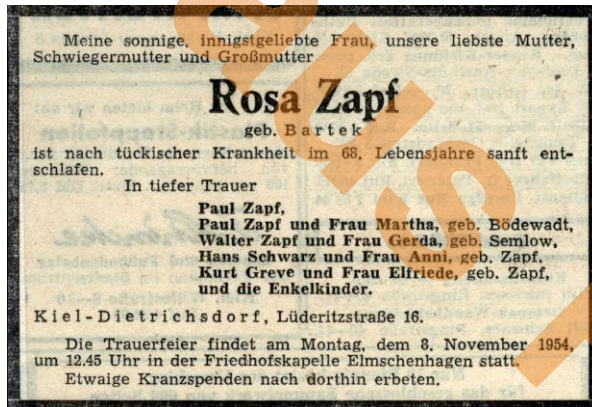 Meine sonnige, innigstgeliebte Frau, unsere liebste Mutter,
Schwiegermutter und Großmutter
Rosa Zapf
geb. Bartek
ist nach tückischer Krankheit im 68. Lebensjahre sanft ent-
schlafen.
In tiefer Trauer
Paul Zapf,
Paul Zapf und Frau Martha, geb. Bödewadt,
Walter Zapf und Frau Gerda, geb. Semlow,
Hans Schwarz und Frau Anni, geb. Zapf,
Kurt Greve und Frau Elfriede, geb. Zapf,
und die Enkelkinder.
Kiel-Dietrichsdorf, Lüderitzstraße 16.
Die Trauerfeier findet am Montag, dem 8. November 1954,
um 12.45 Uhr in der Friedhofskapelle Elmschenhagen statt.
Etwaige Kranzspenden nach dorthin erbeten.